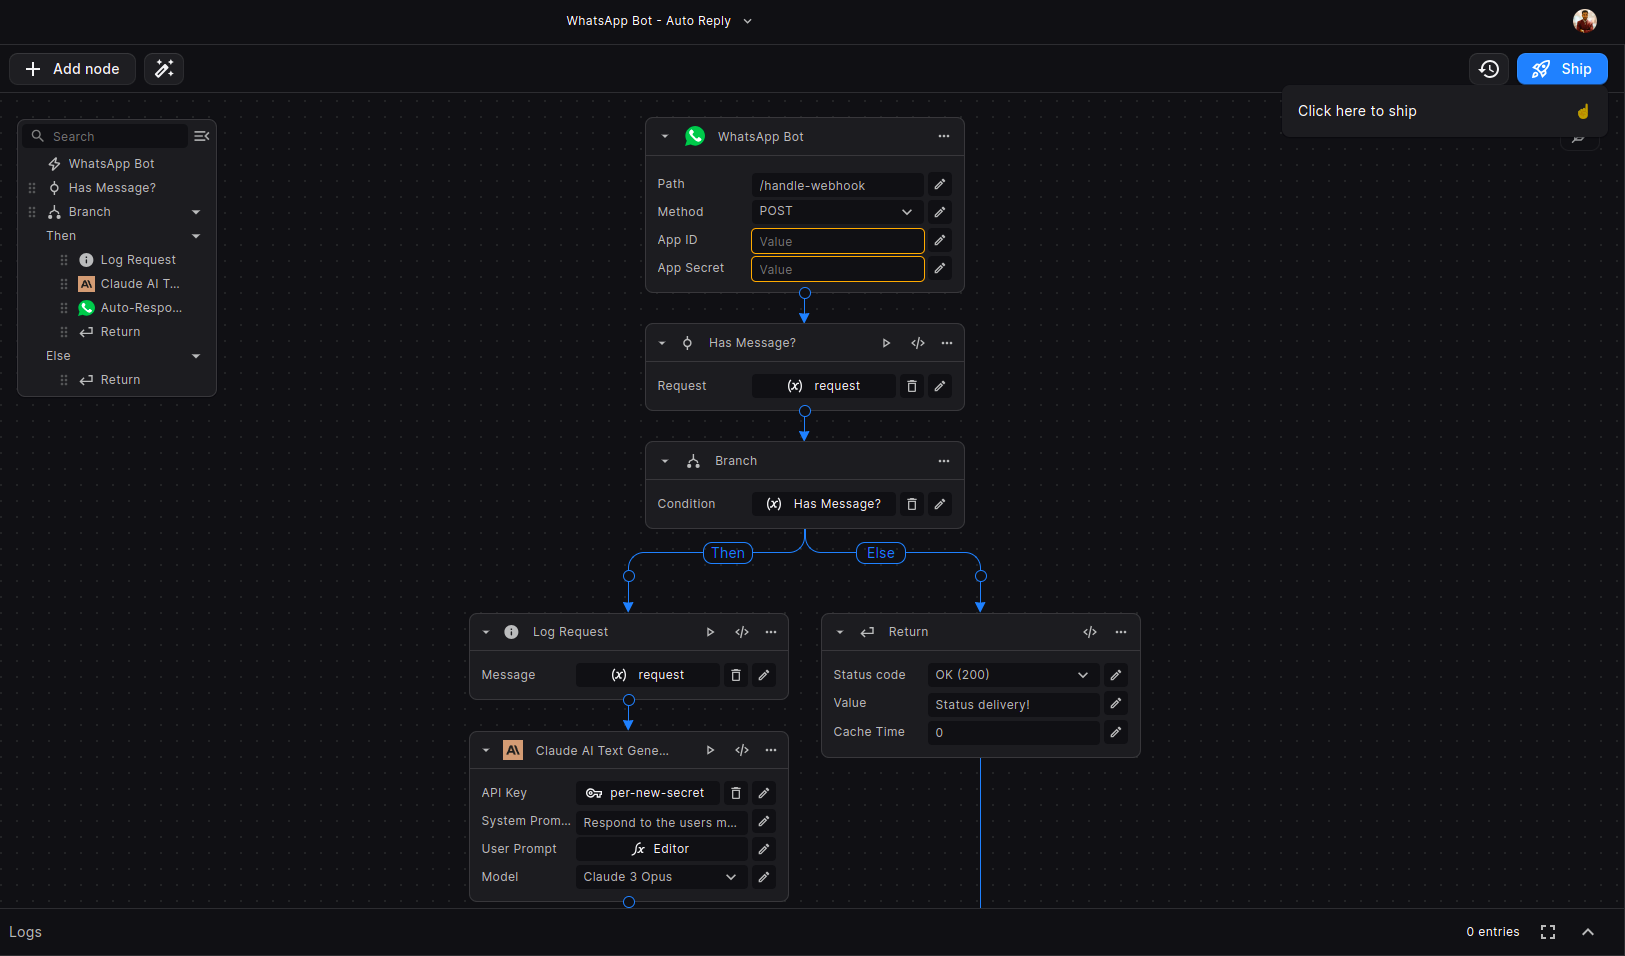 WhatsApp Bot - Auto Reply
Add node
Ship
Click here to ship
Search
WhatsApp Bot
Has Message?
Branch
Then
Log Request
Claude AI T...
Auto-Respo...
Return
Else
Return
WhatsApp Bot
Path
/handle-webhook
Method
POST
App ID
Value
App Secret
Value
Has Message?
Request
(x) request
Branch
Condition
(x) Has Message?
Then
Else
Log Request
Message
(x) request
Return
Status code
OK (200)
Value
Status delivery!
Cache Time
0
Claude AI Text Gene...
API Key
per-new-secret
System Prom...
Respond to the users m...
User Prompt
fx Editor
Model
Claude 3 Opus
Logs
0 entries